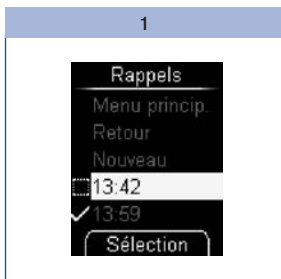 1
Rappels
Menu princip.
Retour
Nouveau
13:42
13:59
Sélection